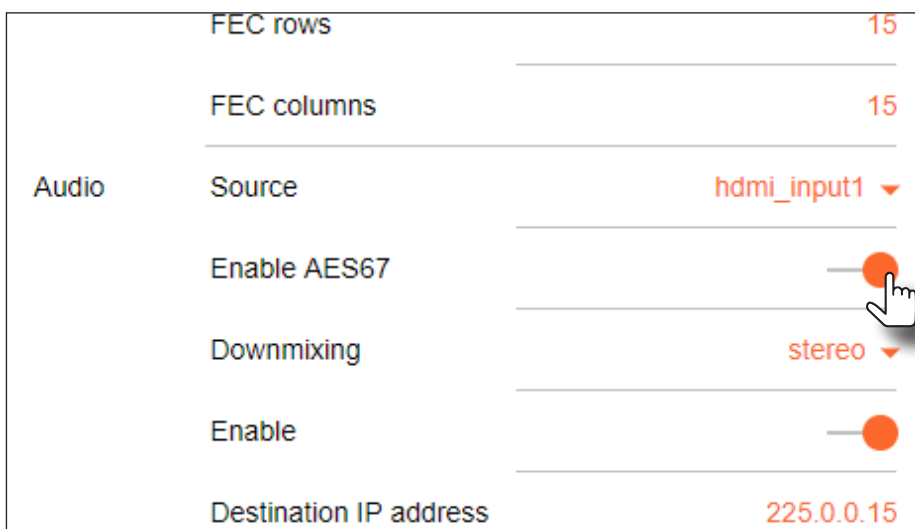 FEC rows 15
FEC columns 15
Audio Source hdmi_input1
Enable AES67
Downmixing stereo
Enable
Destination IP address 225.0.0.15